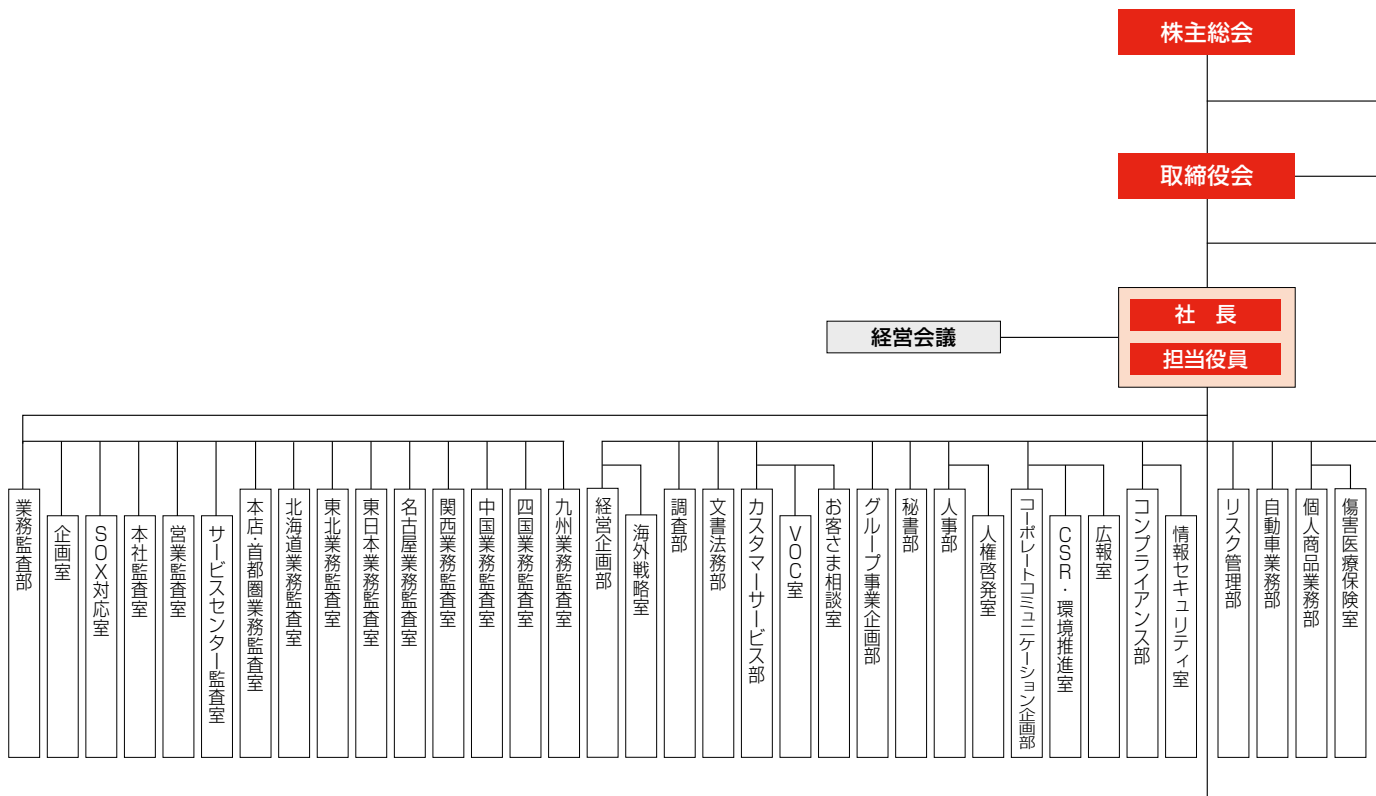 株主総会
取締役会
社 長
担当役員
経営会議
業務監査部
企画室
SOX対応室
本社監査室
営業監査室
サービスセンター監査室
本店・首都圏業務監査室
北海道業務監査室
東北業務監査室
東日本業務監査室
名古屋業務監査室
関西業務監査室
中国業務監査室
四国業務監査室
九州業務監査室
経営企画部
海外戦略室
調査部
文書法務部
カスタマーサービス部
VOC室
お客さま相談室
グループ事業企画部
秘書部
人事部
人権啓発室
コーポレートコミュニケーション企画部
CSR・環境推進室
広報室
コンプライアンス部
情報セキュリティ室
リスク管理部
自動車業務部
個人商品業務部
傷害医療保険室